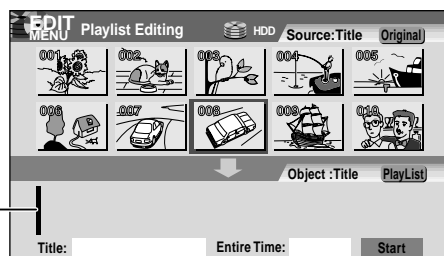 EDIT
MENU
Playlist Editing
HDD
Source:Title
Original
001
002
003
004
005
006
007
008
009
010
Object :Title
PlayList
Title:
Entire Time:
Start